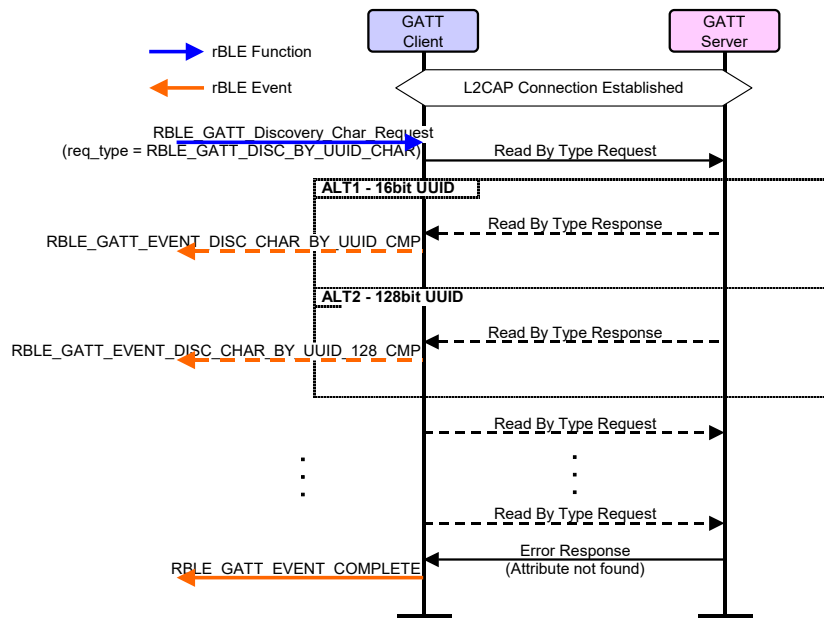 GATT
Client
GATT
Server
rBLE Function
rBLE Event
L2CAP Connection Established
RBLE_GATT_Discovery_Char_Request
(req_type = RBLE_GATT_DISC_BY_UUID_CHAR)
Read By Type Request
ALT1 - 16bit UUID
Read By Type Response
RBLE_GATT_EVENT_DISC_CHAR_BY_UUID_CMP
ALT2 - 128bit UUID
Read By Type Response
RBLE_GATT_EVENT_DISC_CHAR_BY_UUID_128_CMP
Read By Type Request
Read By Type Request
Error Response
(Attribute not found)
RBLE_GATT_EVENT_COMPLETE